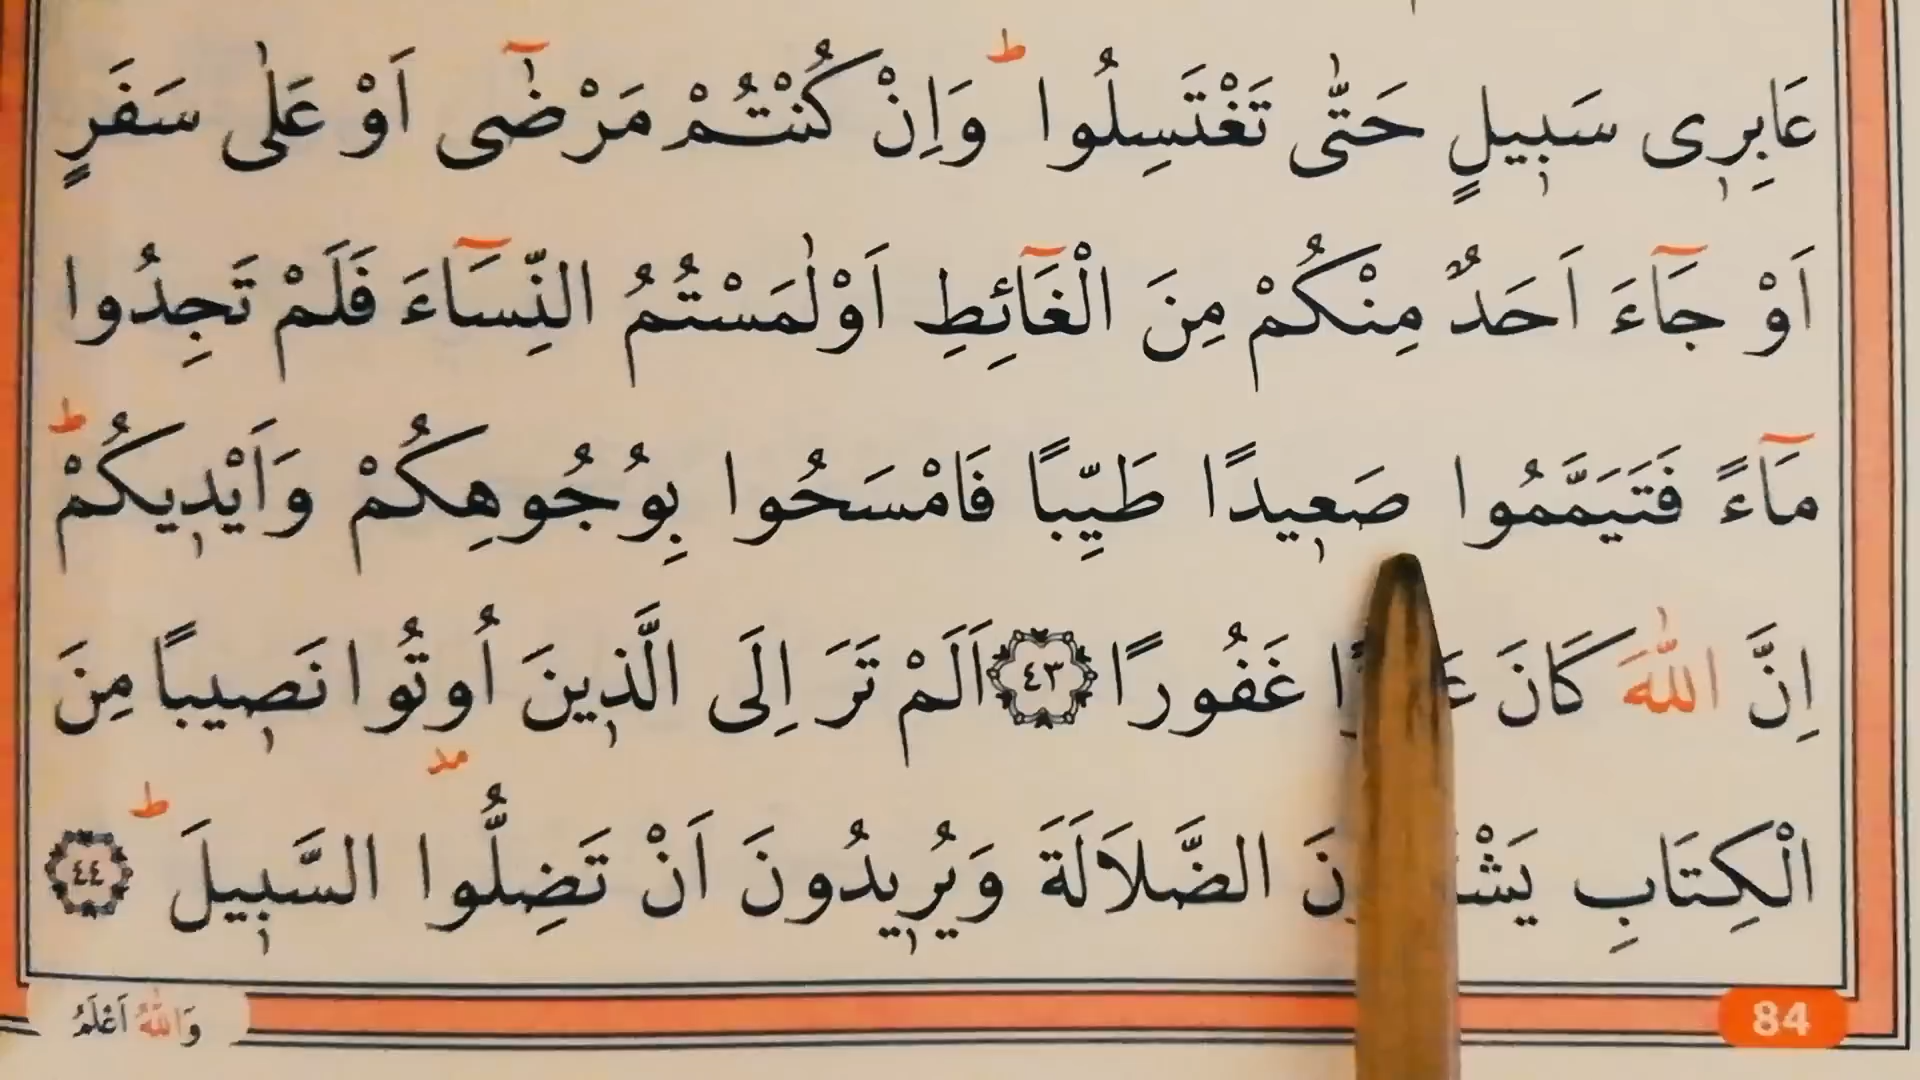 عَابِرِى سَبِيلٍ حَتّٰى تَغْتَسِلُوا ط وَاِنْ كُنْتُمْ مَرْضٰٓى اَوْ عَلٰى سَفَرٍ
اَوْ جَٓاءَ اَحَدٌ مِنْكُمْ مِنَ الْغَٓائِطِ اَوْ لٰمَسْتُمُ النِّسَٓاءَ فَلَمْ تَجِدُوا
مَٓاءً فَتَيَمَّمُوا صَعِيدًا طَيِّبًا فَامْسَحُوا بِوُجُوهِكُمْ وَاَيْدِيكُمْ ط
اِنَّ اللّٰهَ كَانَ غَفُورًا ٤٣ اَلَمْ تَرَ اِلَى الَّذِينَ اُوتُوا نَصِيبًا مِنَ
الْكِتَابِ الضَّلَالَةَ وَيُرِيدُونَ اَنْ تَضِلُّوا السَّبِيلَ ط ٤٤
وَاللّٰهُ اَعْلَمُ
84